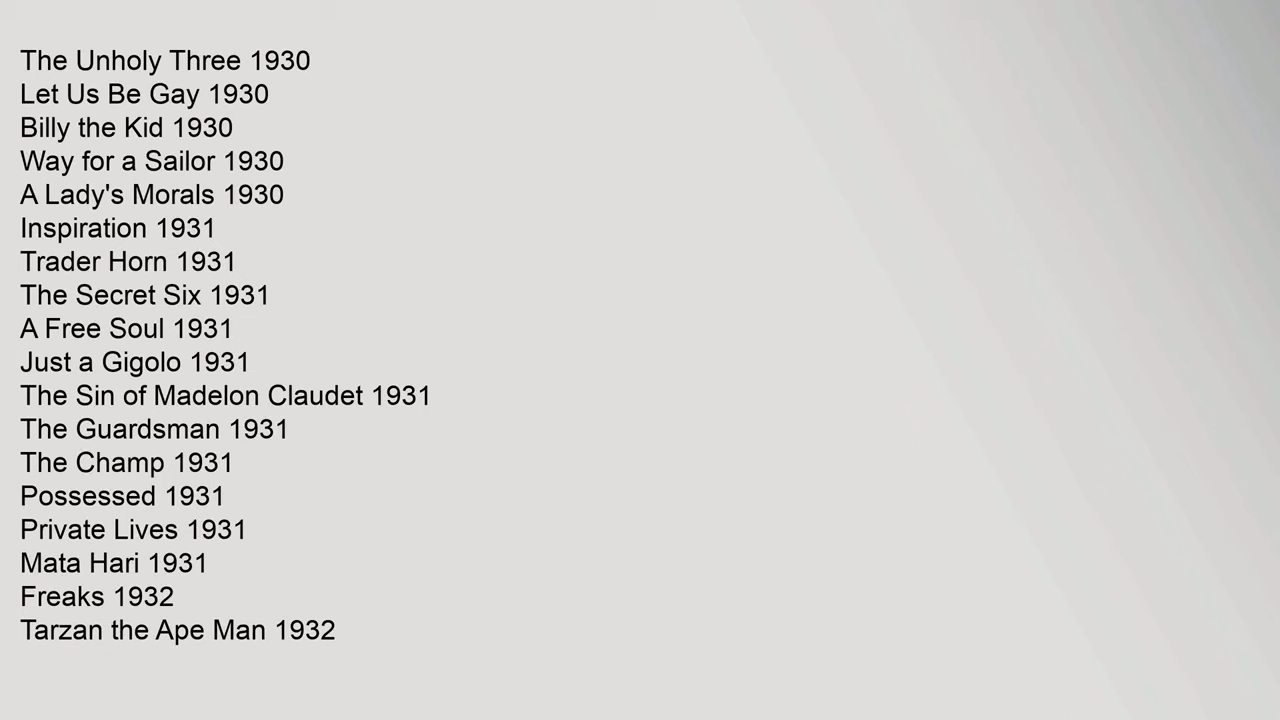 The Unholy Three 1930
Let Us Be Gay 1930
Billy the Kid 1930
Way for a Sailor 1930
A Lady's Morals 1930
Inspiration 1931
Trader Horn 1931
The Secret Six 1931
A Free Soul 1931
Just a Gigolo 1931
The Sin of Madelon Claudet 1931
The Guardsman 1931
The Champ 1931
Possessed 1931
Private Lives 1931
Mata Hari 1931
Freaks 1932
Tarzan the Ape Man 1932